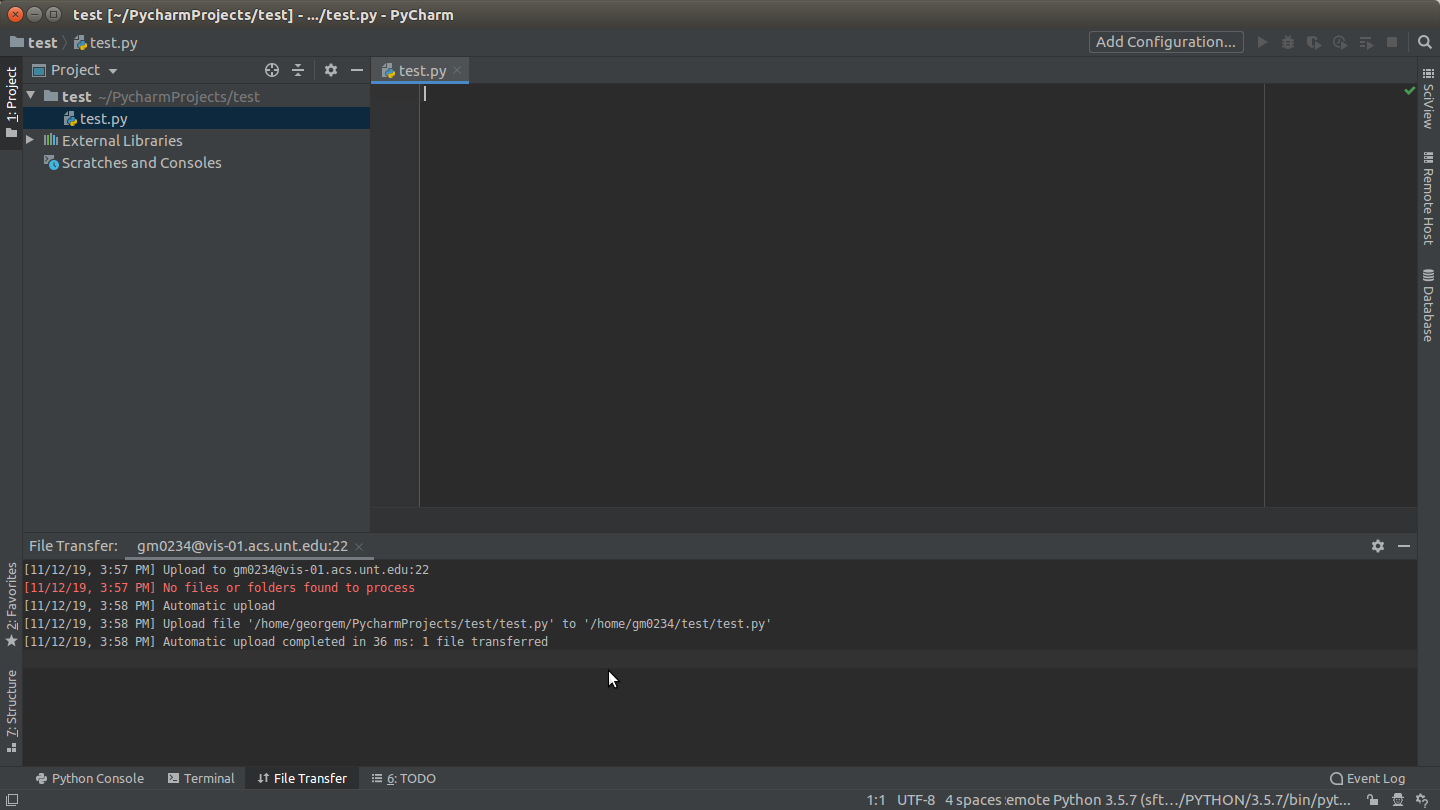 test [~/PycharmProjects/test] - .../test.py - PyCharm
test test.py
Add Configuration...
1: Project
Project
test ~/PycharmProjects/test
test.py
External Libraries
Scratches and Consoles
test.py
SciView
Remote Host
Database
File Transfer: gm0234@vis-01.acs.unt.edu:22
[11/12/19, 3:57 PM] Upload to gm0234@vis-01.acs.unt.edu:22
[11/12/19, 3:57 PM] No files or folders found to process
[11/12/19, 3:58 PM] Automatic upload
[11/12/19, 3:58 PM] Upload file '/home/georgem/PycharmProjects/test/test.py' to '/home/gm0234/test/test.py'
[11/12/19, 3:58 PM] Automatic upload completed in 36 ms: 1 file transferred
2: Favorites
7: Structure
Python Console Terminal File Transfer 6: TODO Event Log
1:1 UTF-8 4 spaces emote Python 3.5.7 (sft.../PYTHON/3.5.7/bin/pyt...